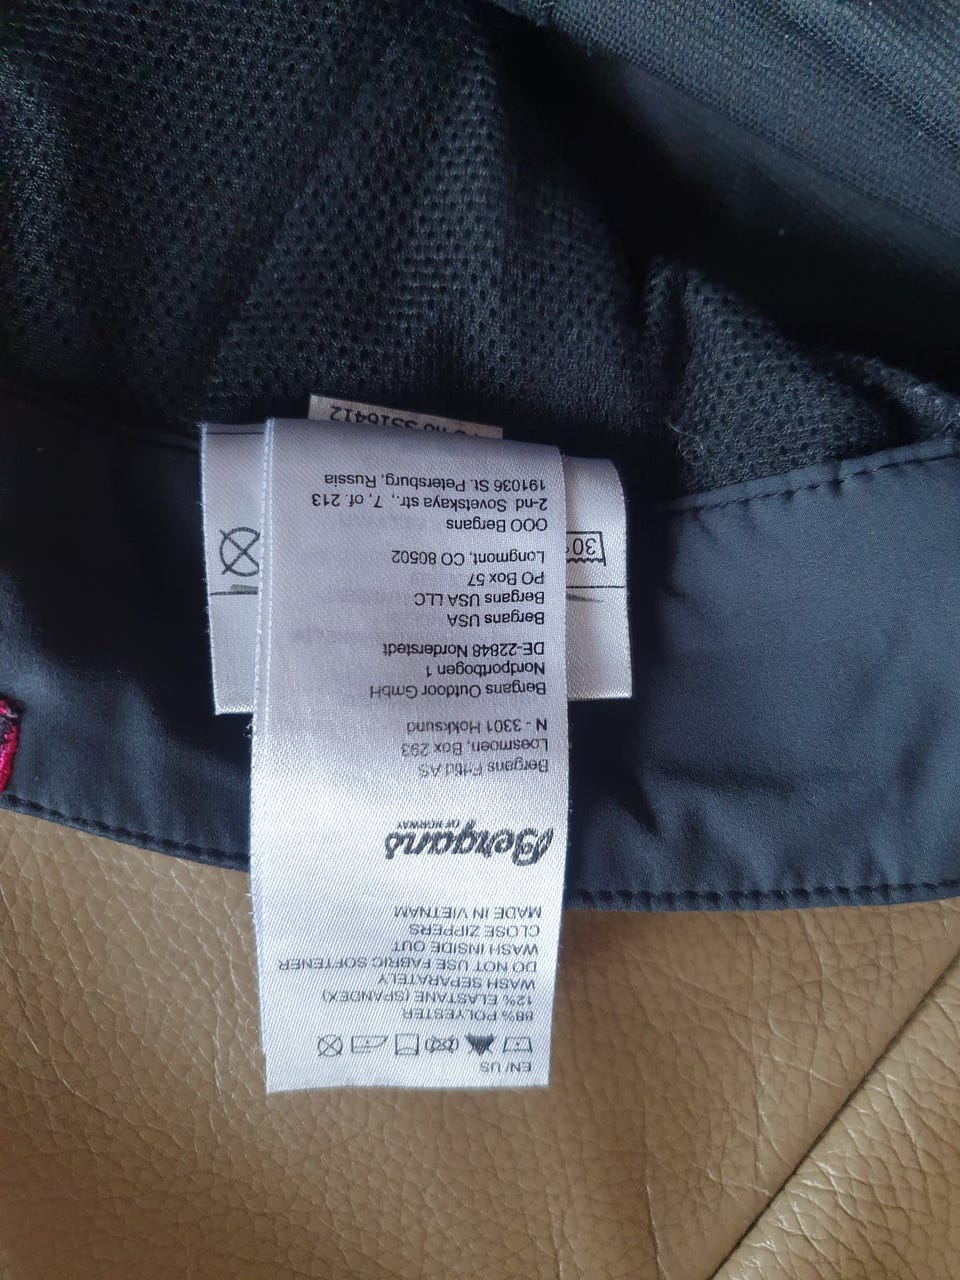 EN/US
88% POLYESTER
12% ELASTANE (SPANDEX)
WASH SEPARATELY
DO NOT USE FABRIC SOFTENER
WASH INSIDE OUT
CLOSE ZIPPERS
MADE IN VIETNAM
Bergans
OF NORWAY
Bergans Fritid AS
Loesmoen, Box 293
N - 3301 Hokksund
Bergans Outdoor GmbH
Nordportbogen 1
DE-22848 Norderstedt
Bergans USA
Bergans USA LLC
PO Box 57
Longmont, CO 80502
OOO Bergans
2-nd. Sovetskaya str., 7, of. 213
191036 St. Petersburg, Russia
30°
no SS16412